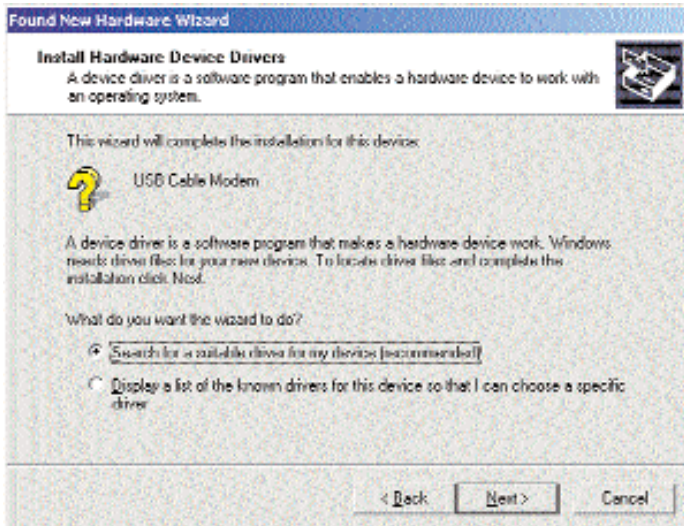 Found New Hardware Wizard
Install Hardware Device Drivers
A device driver is a software program that enables a hardware device to work with
an operating system.
This wizard will complete the installation for this device:
USB Cable Modem
A device driver is a software program that makes a hardware device work. Windows
needs driver files for your new device. To locate driver files and complete the
installation click Next.
What do you want the wizard to do?
Search for a suitable driver for my device (recommended)
Display a list of the known drivers for this device so that I can choose a specific
driver
< Back
Next >
Cancel